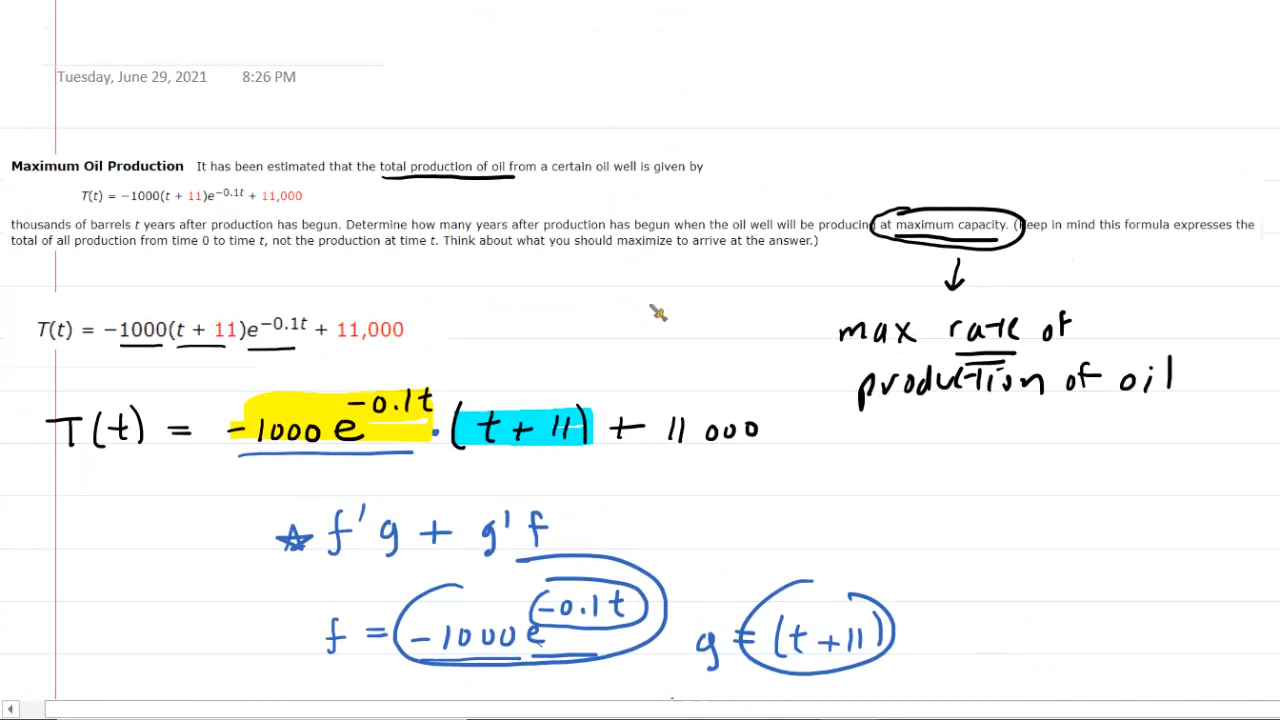 Tuesday, June 29, 2021 8:26 PM
Maximum Oil Production It has been estimated that the total production of oil from a certain oil well is given by
T(t) = −1000(t + 11)e^−0.1t + 11,000
thousands of barrels t years after production has begun. Determine how many years after production has begun when the oil well will be producing at maximum capacity. (Keep in mind this formula expresses the
total of all production from time 0 to time t, not the production at time t. Think about what you should maximize to arrive at the answer.)
T(t) = −1000(t + 11)e^−0.1t + 11,000
max rate of
production of oil
T(t) = -1000 e^-0.1t · (t + 11) + 11 000
☆ f'g + g'f
f = -1000e^-0.1t g = (t + 11)